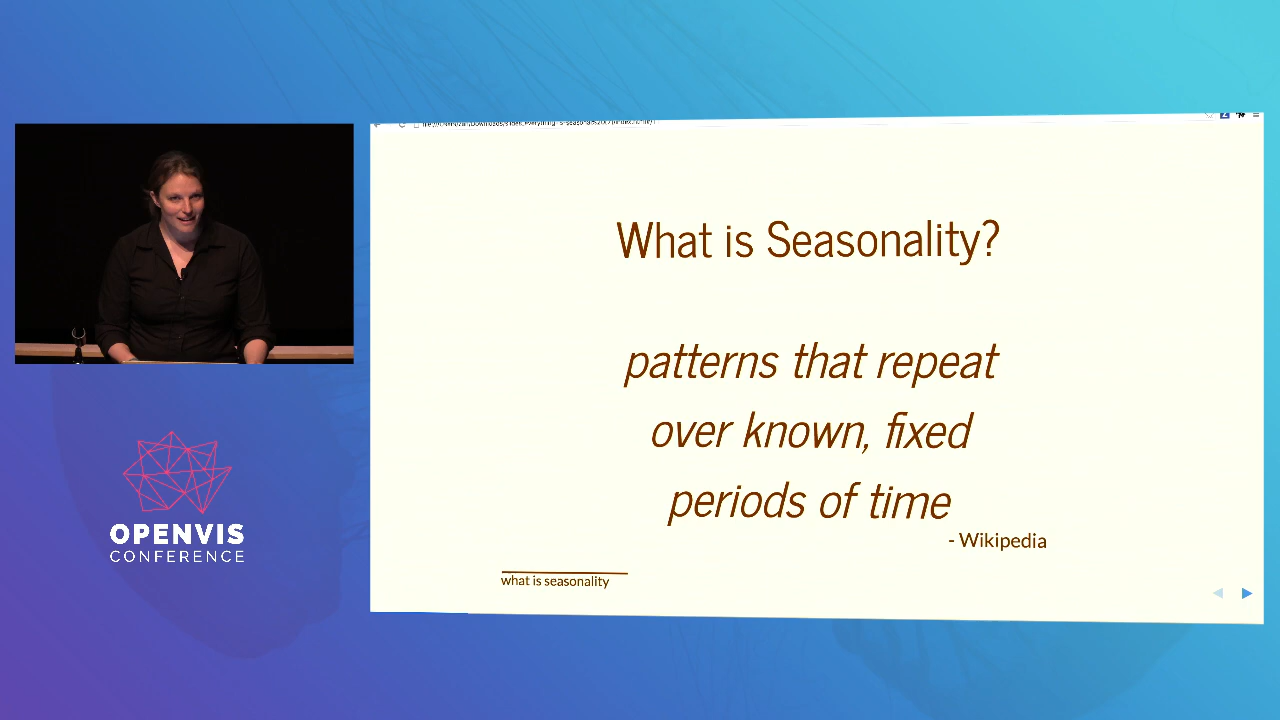 What is Seasonality?
patterns that repeat
over known, fixed
periods of time
- Wikipedia
what is seasonality
OPENVIS
CONFERENCE